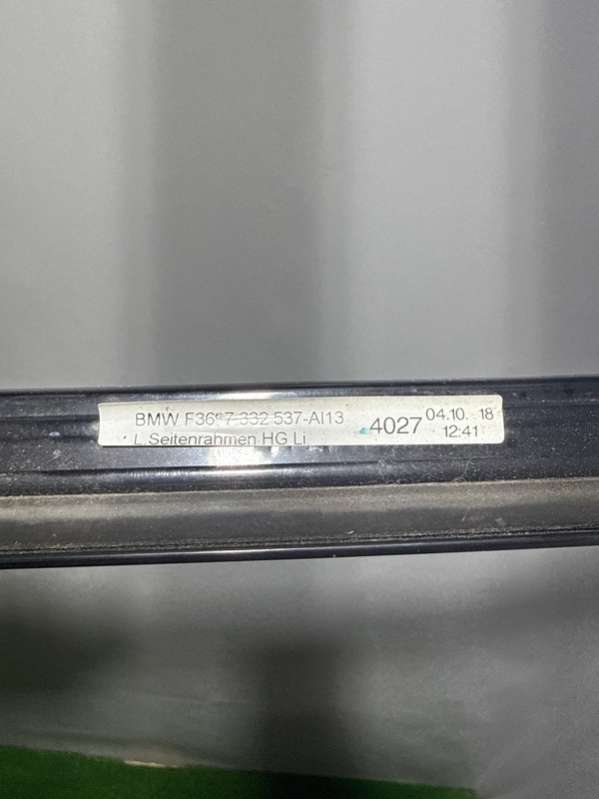 BMW F36 7 332 537-AI13
L Seitenrahmen HG Li
4027 04.10. 18
12:41